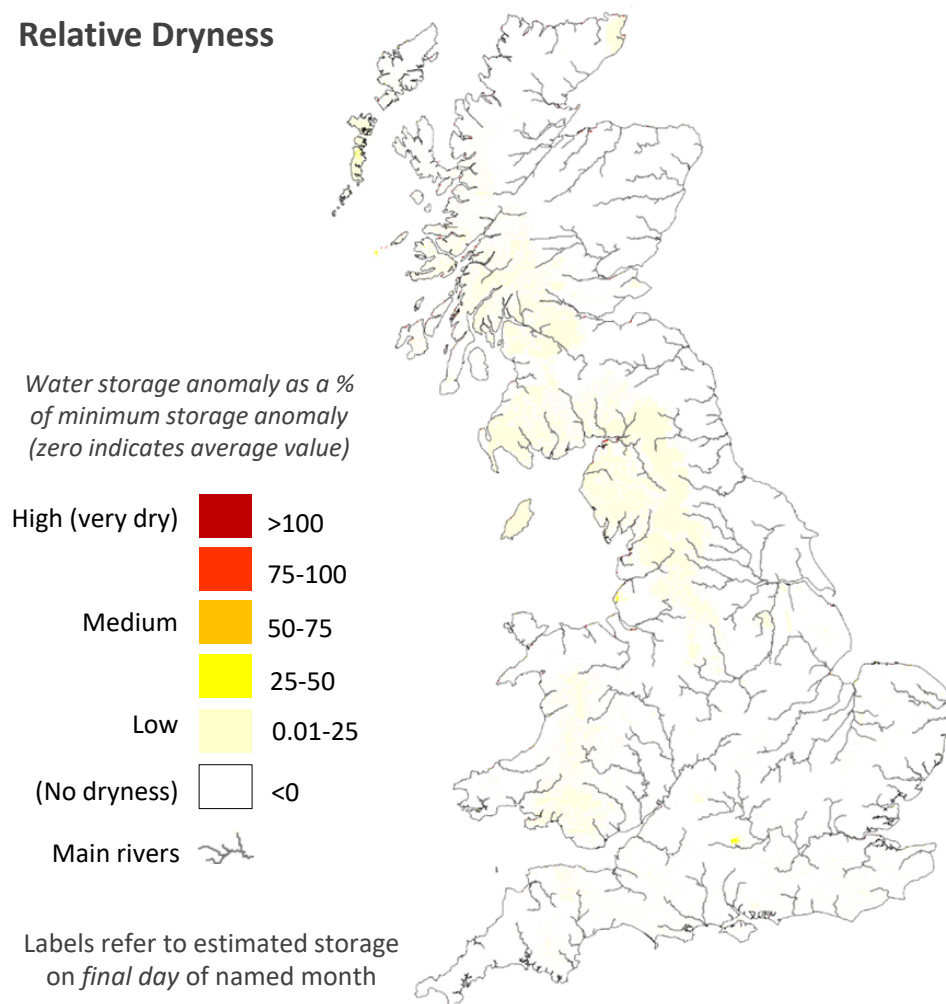 Relative Dryness
Water storage anomaly as a %
of minimum storage anomaly
(zero indicates average value)
High (very dry) >100
75-100
Medium 50-75
25-50
Low 0.01-25
(No dryness) <0
Main rivers
Labels refer to estimated storage
on final day of named month